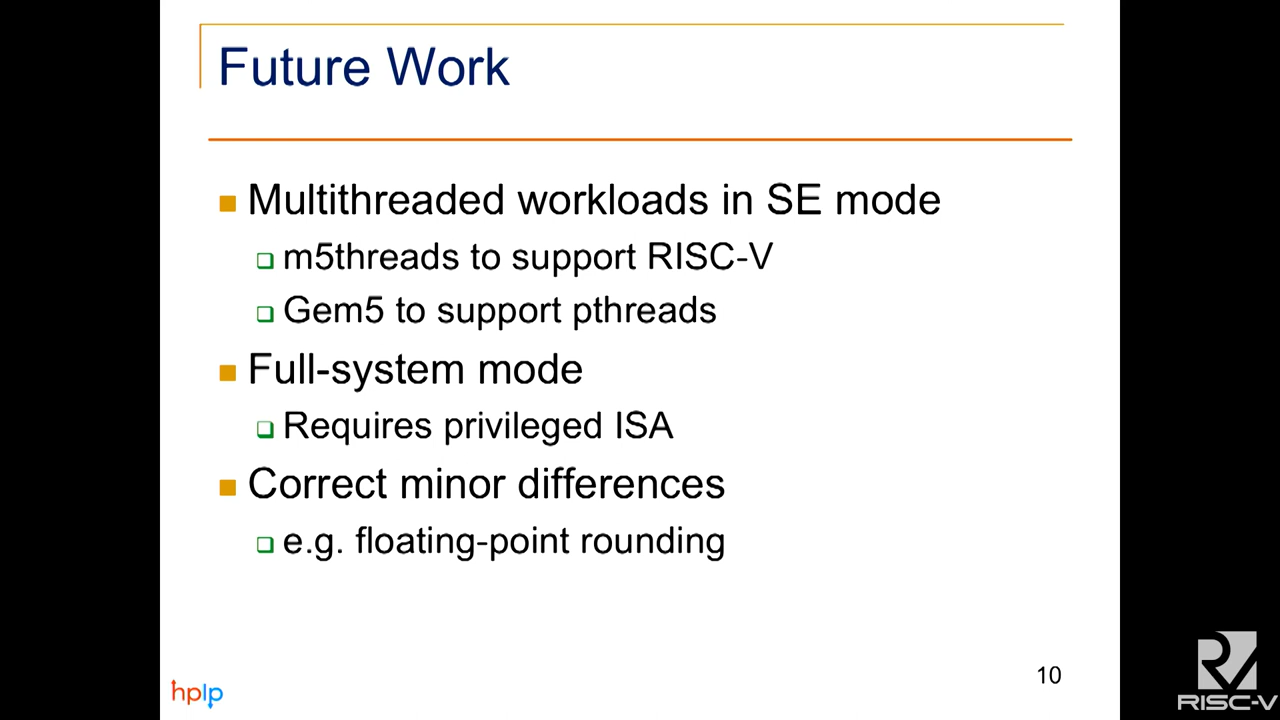 Future Work
Multithreaded workloads in SE mode
m5threads to support RISC-V
Gem5 to support pthreads
Full-system mode
Requires privileged ISA
Correct minor differences
e.g. floating-point rounding
10
hplp
RISC-V